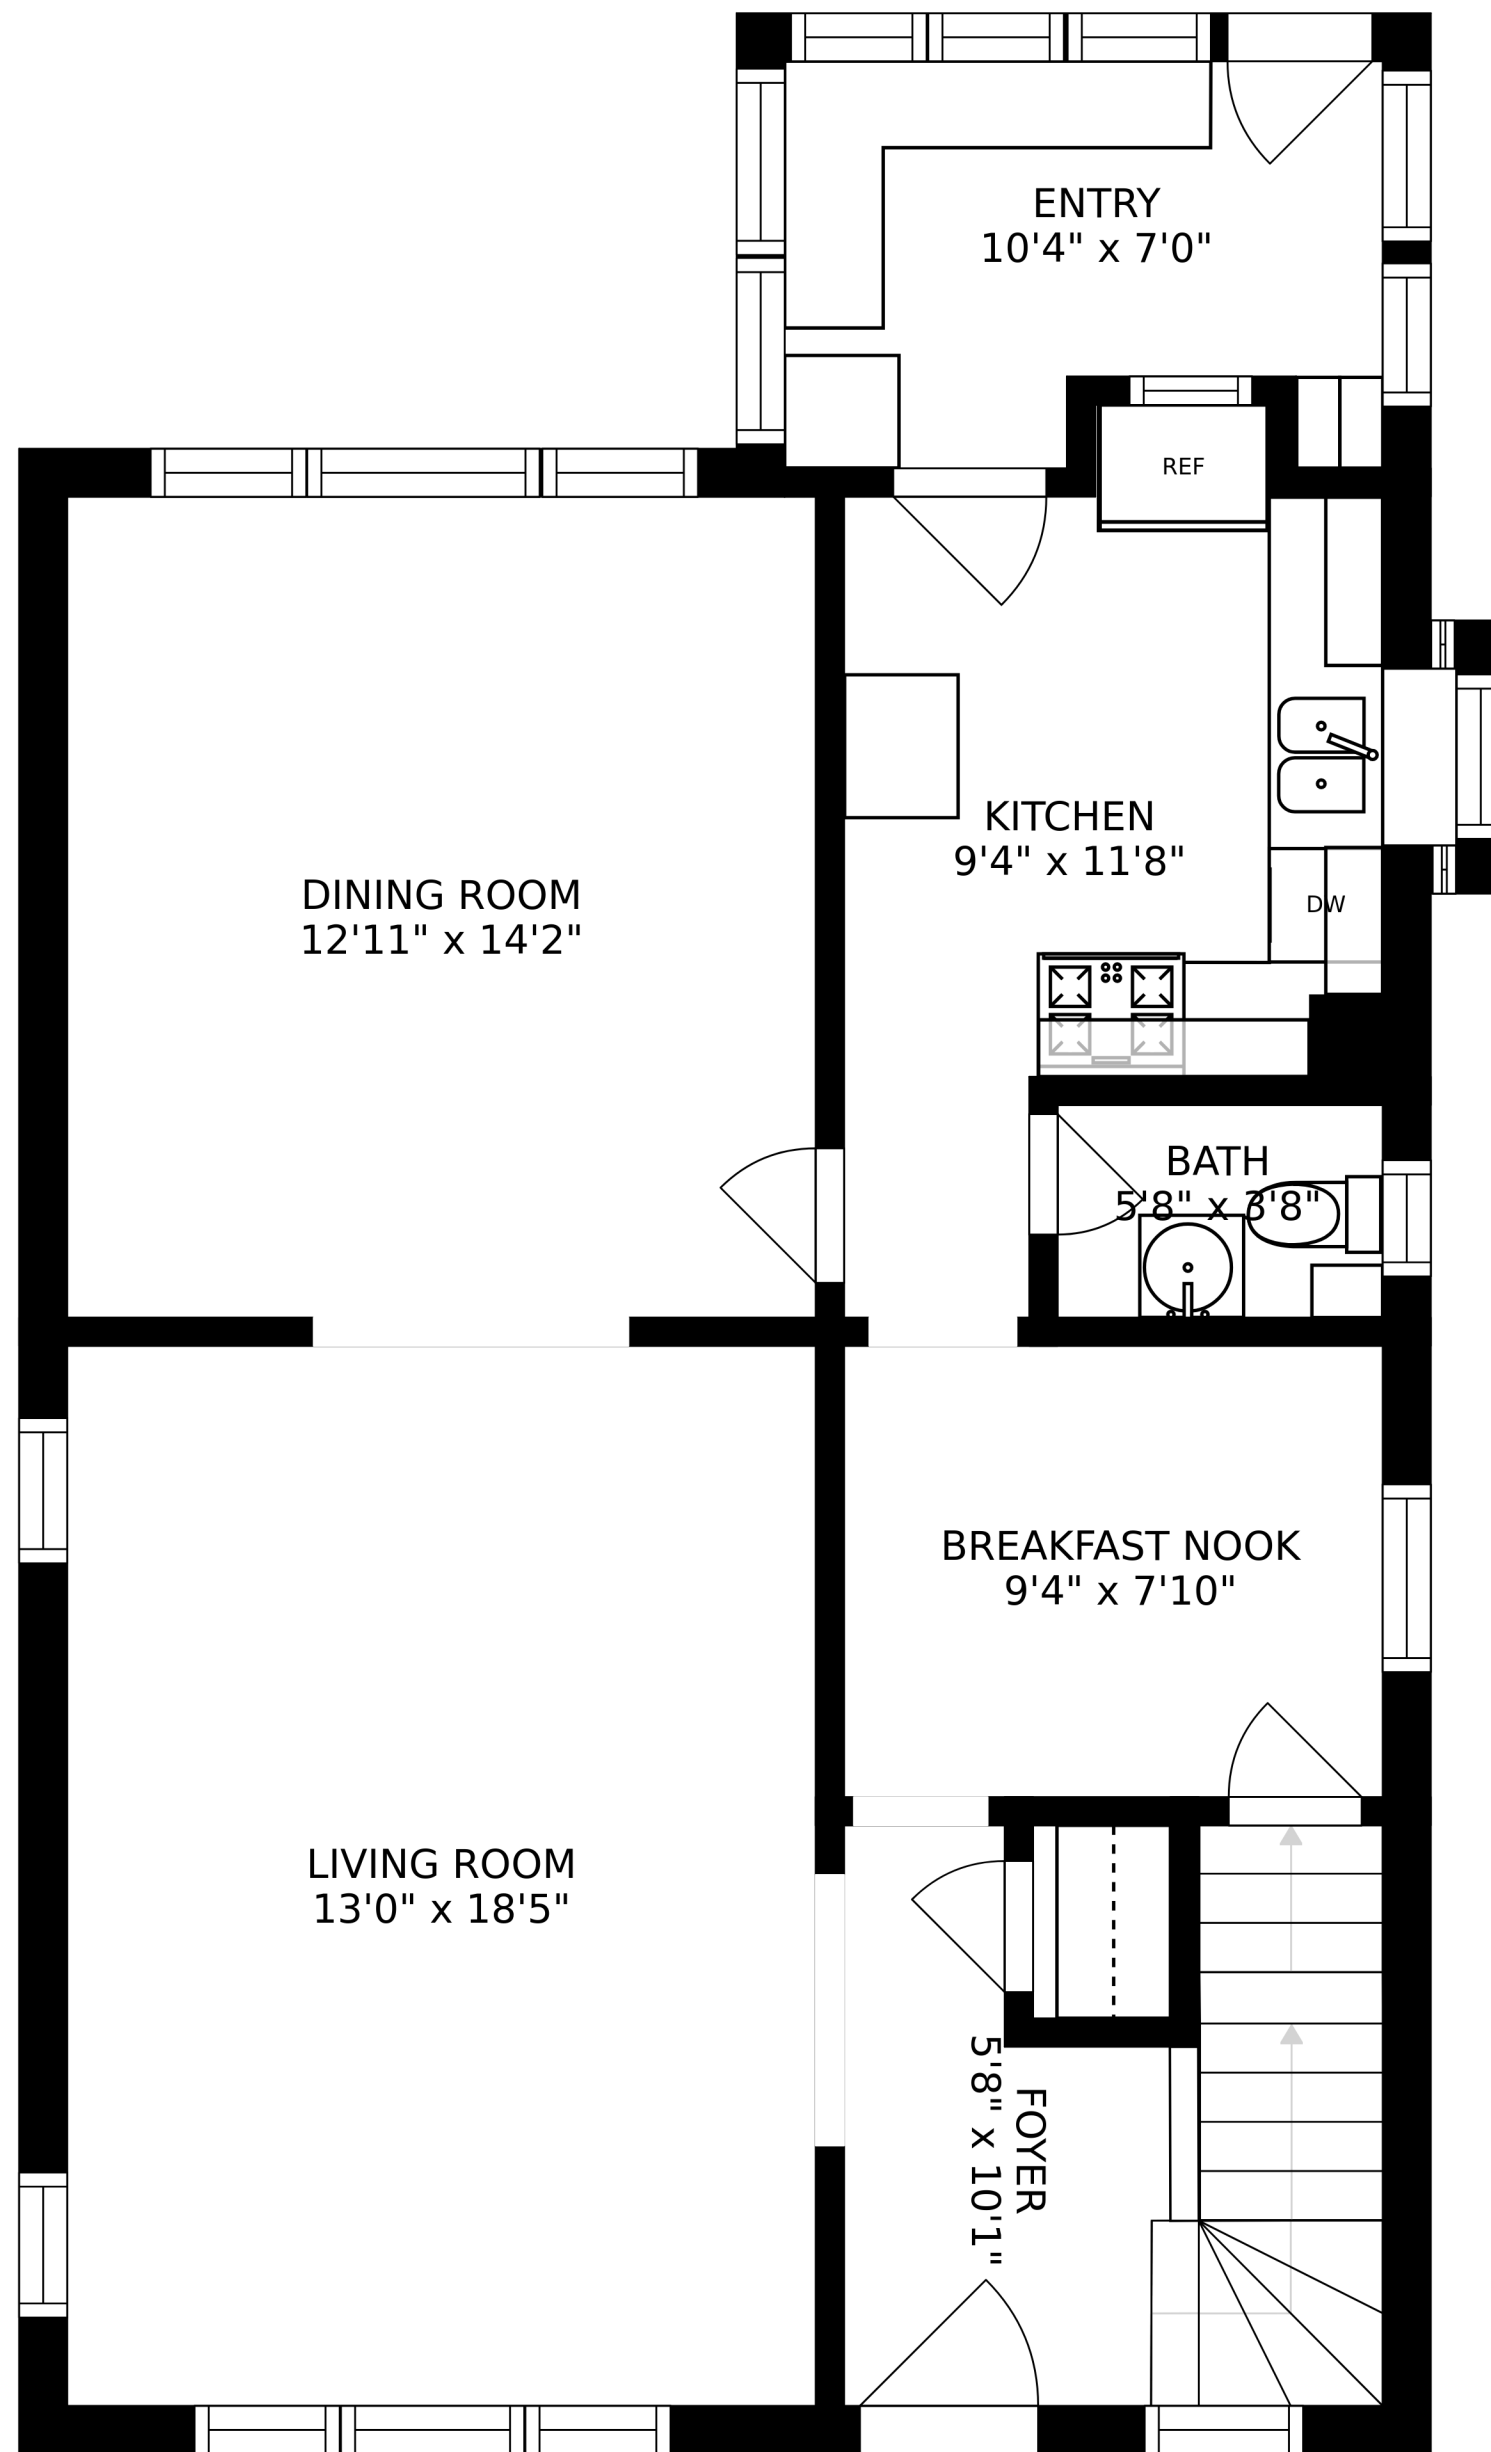 ENTRY
10'4" x 7'0"
REF
KITCHEN
9'4" x 11'8"
DINING ROOM
12'11" x 14'2"
DW
BATH
5'8" x 3'8"
BREAKFAST NOOK
9'4" x 7'10"
LIVING ROOM
13'0" x 18'5"
FOYER
5'8" x 10'1"